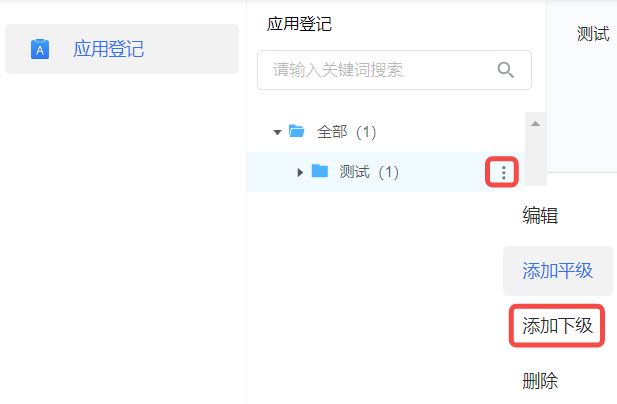 应用登记
应用登记
测试
请输入关键词搜索
全部（1）
测试（1）
编辑
添加平级
添加下级
删除